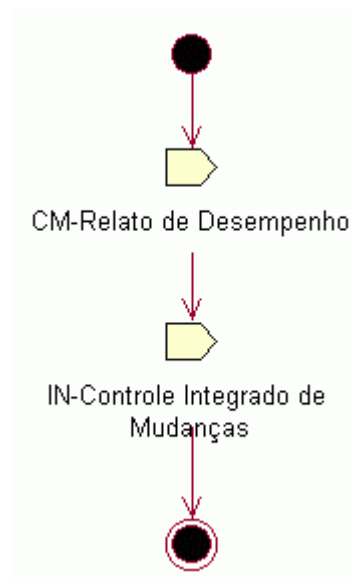 CM-Relato de Desempenho
IN-Controle Integrado de
Mudanças